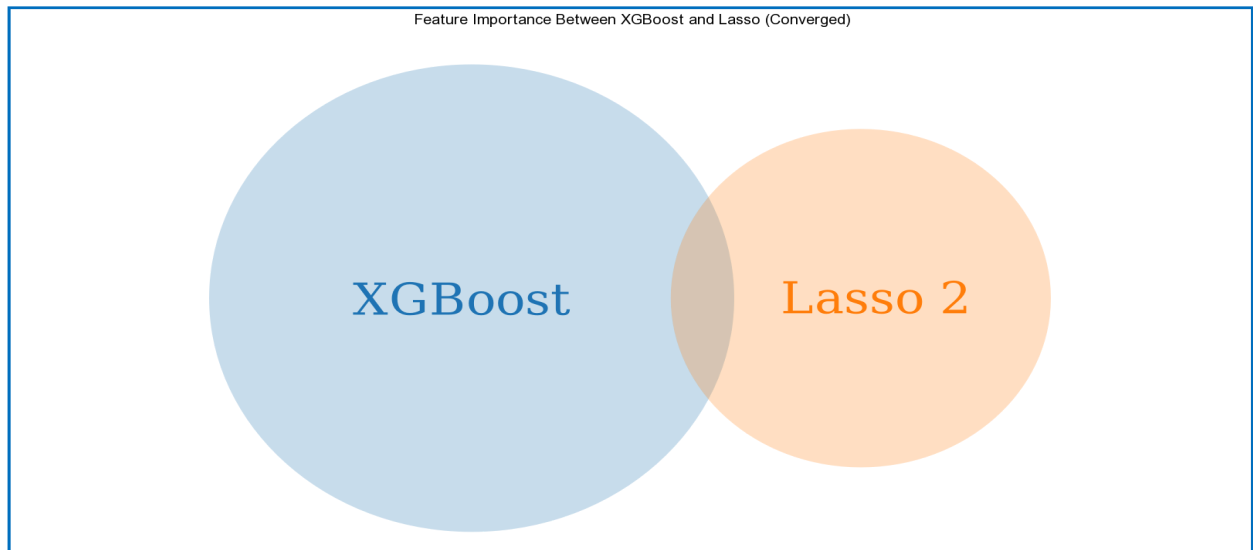 Feature Importance Between XGBoost and Lasso (Converged)
XGBoost
Lasso 2